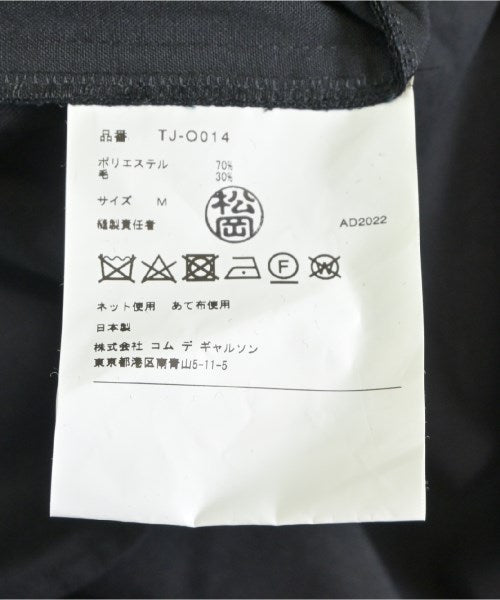 品番 TJ-O014
ポリエステル 70%
毛 30%
サイズ M
松岡
縫製責任者
AD2022
F
W
ネット使用 あて布使用
日本製
株式会社 コム デ ギャルソン
東京都港区南青山5-11-5